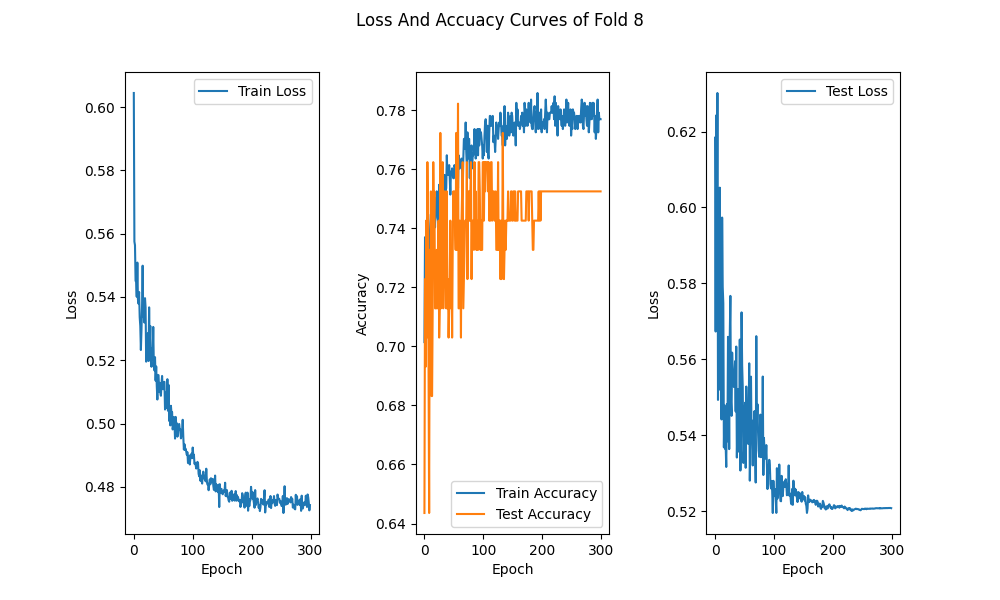 Loss And Accuacy Curves of Fold 8
Train Loss
0.60
0.58
0.56
0.54
0.52
0.50
0.48
Loss
0 100 200 300
Epoch
0.78
0.76
0.74
0.72
0.70
0.68
0.66
0.64
Accuracy
Train Accuracy
Test Accuracy
0 100 200 300
Epoch
Test Loss
0.62
0.60
0.58
0.56
0.54
0.52
Loss
0 100 200 300
Epoch